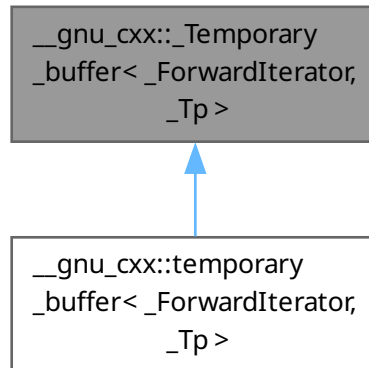 __gnu_cxx::_Temporary
_buffer< _ForwardIterator,
_Tp >
__gnu_cxx::temporary
_buffer< _ForwardIterator,
_Tp >